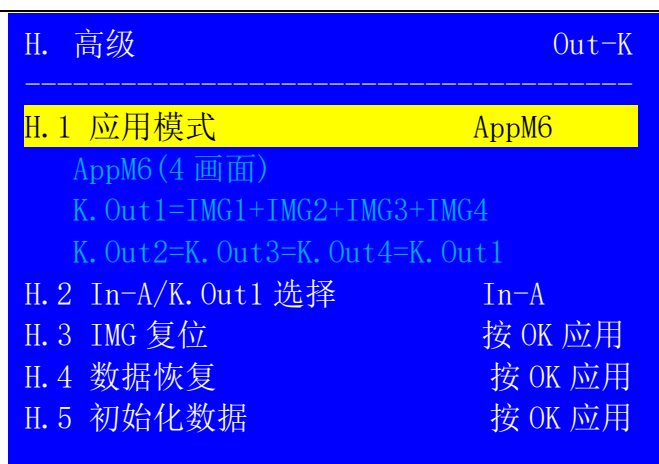 H. 高级 Out-K
--------------------------------------
H.1 应用模式 AppM6
AppM6(4 画面)
K.Out1=IMG1+IMG2+IMG3+IMG4
K.Out2=K.Out3=K.Out4=K.Out1
H.2 In-A/K.Out1 选择 In-A
H.3 IMG 复位 按 OK 应用
H.4 数据恢复 按 OK 应用
H.5 初始化数据 按 OK 应用